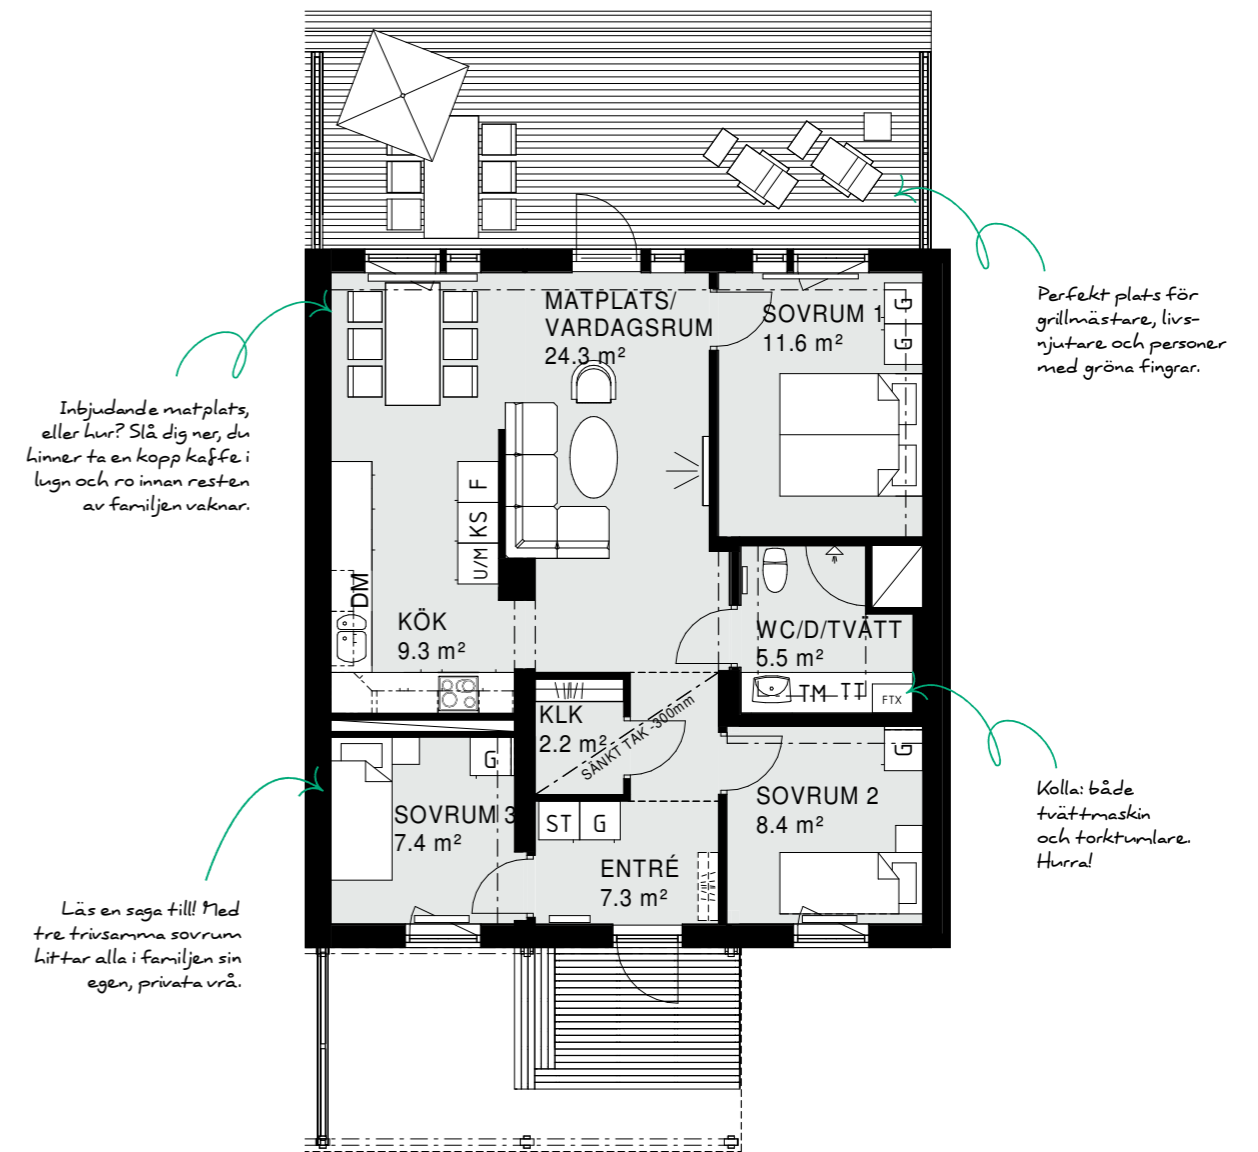 MATPLATS/
VARDAGSRUM
24.3 m²
SOVRUM 1
11.6 m²
G
G
Perfekt plats för
grillmästare, livs-
njutare och personer
med gröna fingrar.
Inbjudande matplats,
eller hur? Slå dig ner, du
hinner ta en kopp kaffe i
lugn och ro innan resten
av familjen vaknar.
F
KS
U/M
DM
KÖK
9.3 m²
WC/D/TVÄTT
5.5 m²
TM TT
FTX
KLK
2.2 m²
SÄNKT TAK -300mm
G
G
SOVRUM 3
7.4 m²
SOVRUM 2
8.4 m²
ST G
ENTRÉ
7.3 m²
Kolla: både
tvättmaskin
och torktumlare.
Hurra!
Läs en saga till! Med
tre trivsamma sovrum
hittar alla i familjen sin
egen, privata vrå.